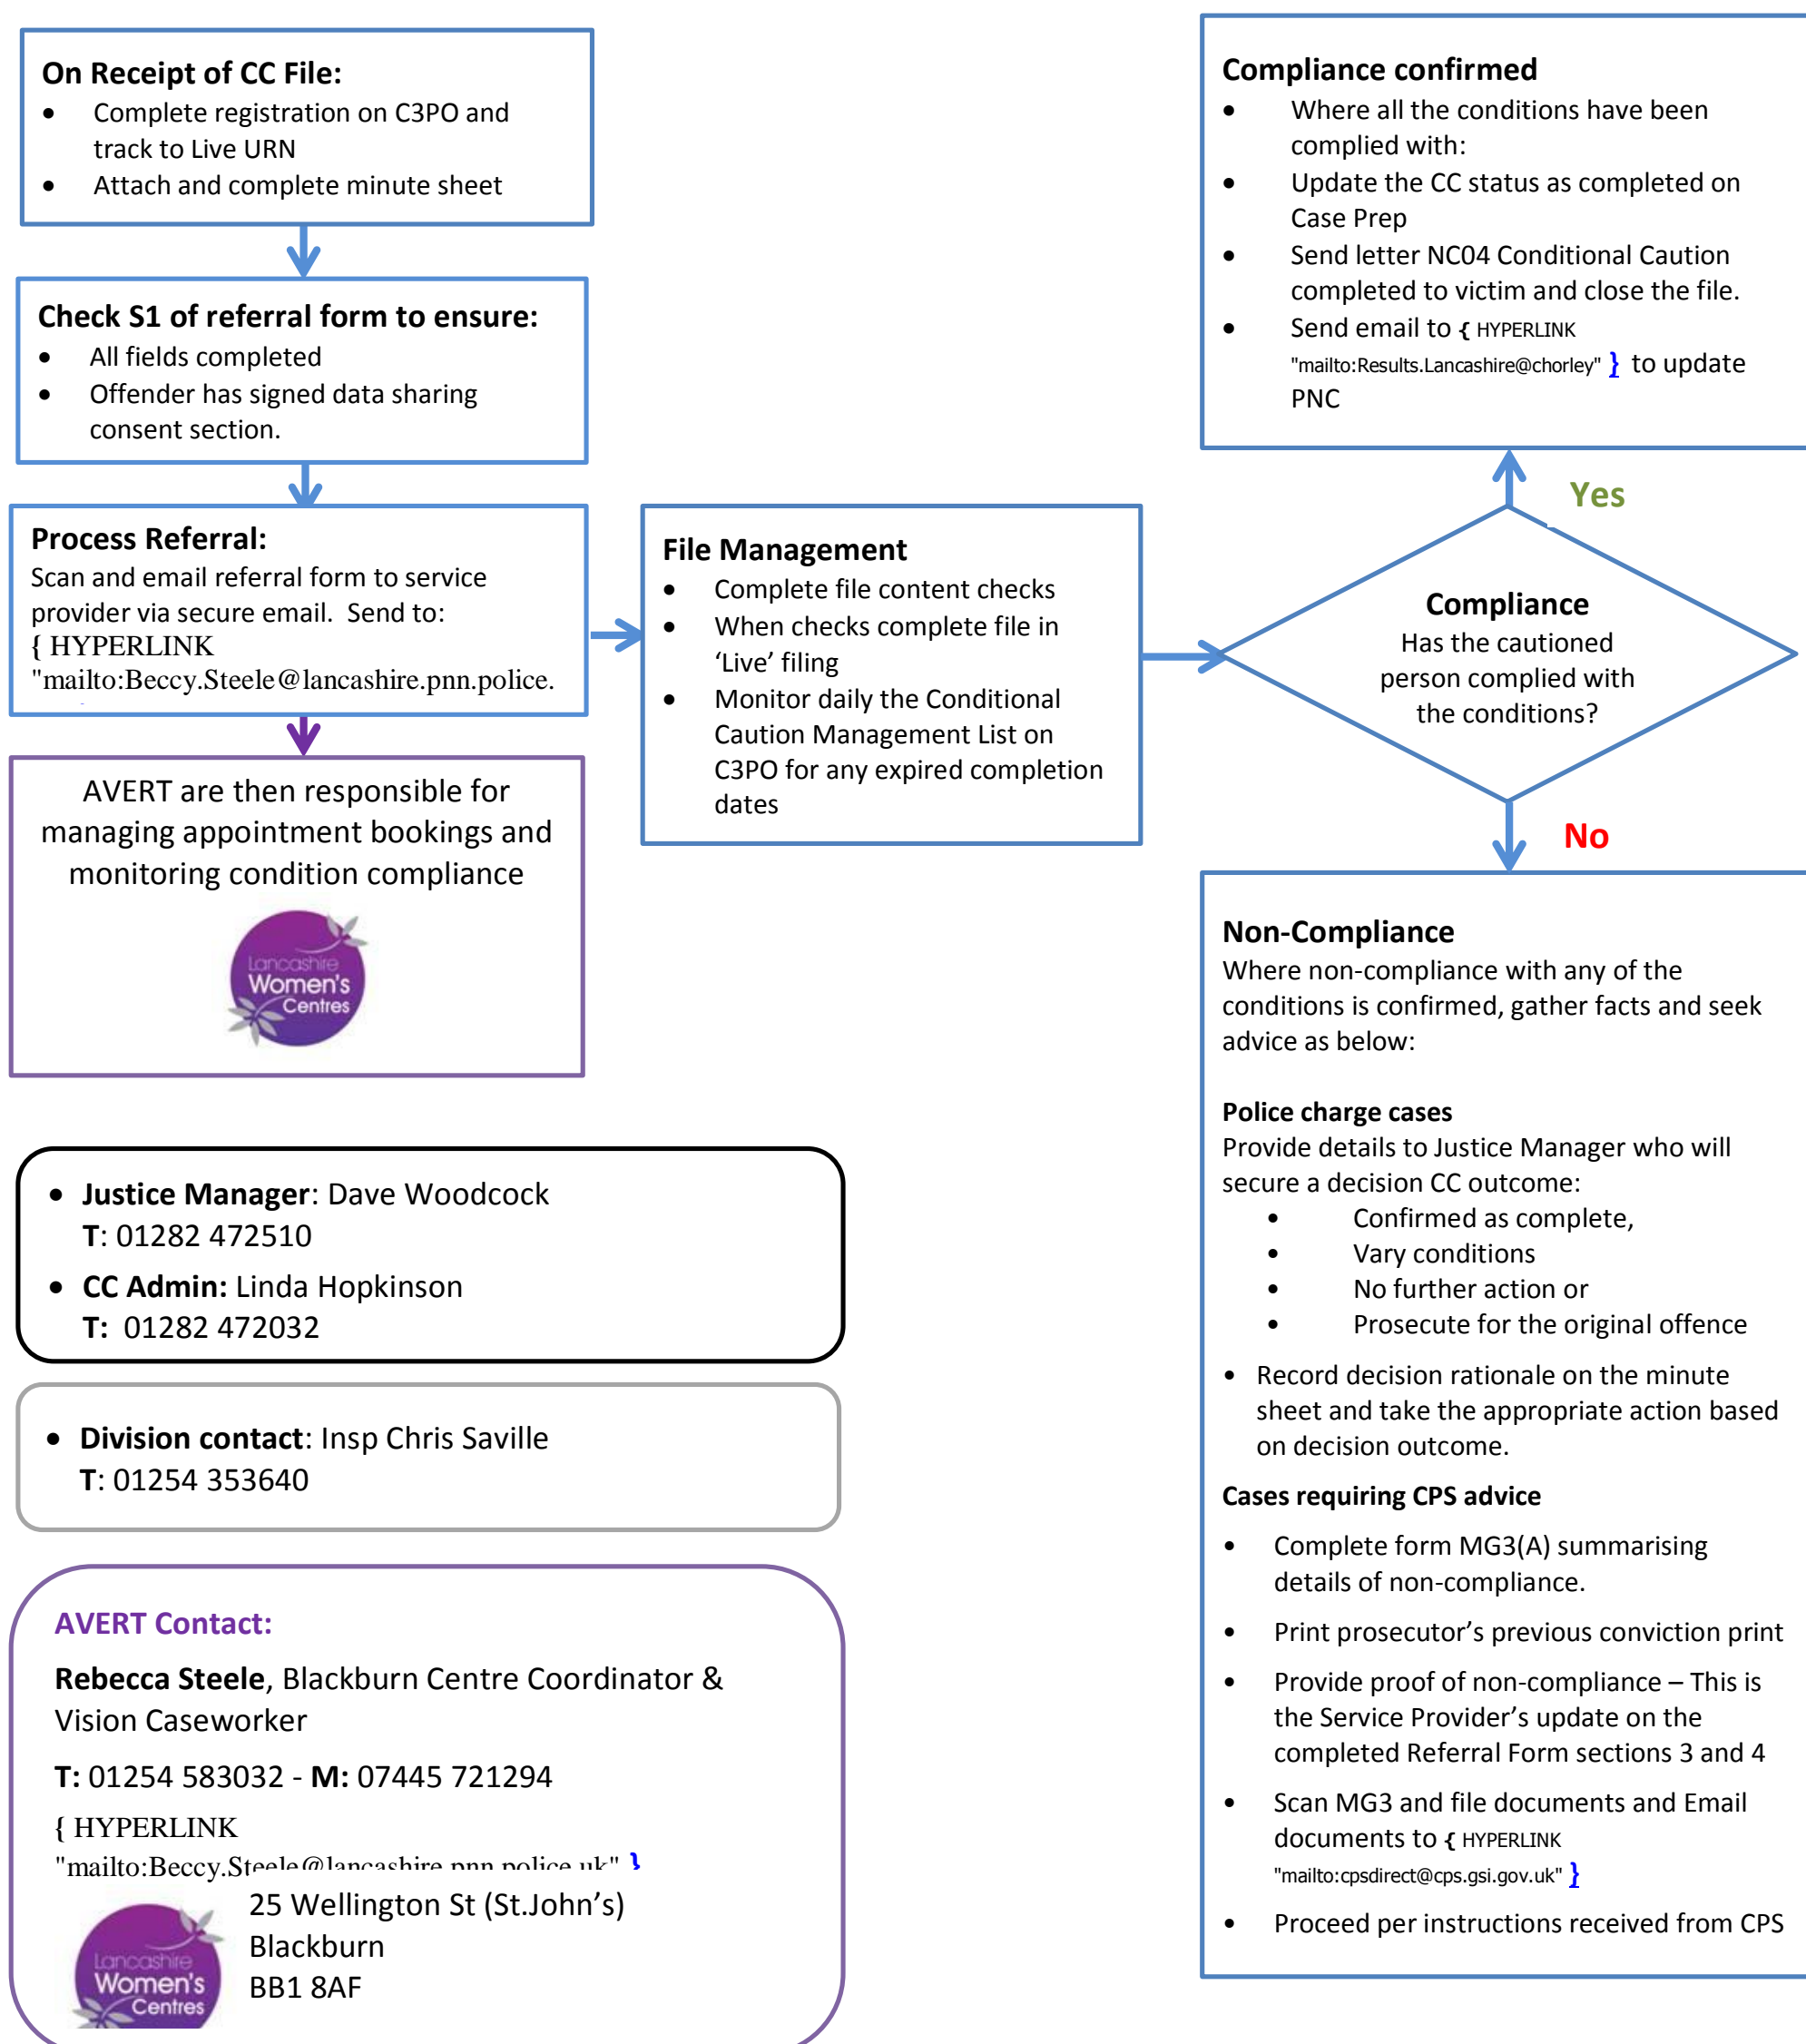 On Receipt of CC File:
• Complete registration on C3PO and
track to Live URN
• Attach and complete minute sheet
Check S1 of referral form to ensure:
• All fields completed
• Offender has signed data sharing
consent section.
Process Referral:
Scan and email referral form to service
provider via secure email.  Send to:
{ HYPERLINK
"mailto:Beccy.Steele@lancashire.pnn.police.
AVERT are then responsible for
managing appointment bookings and
monitoring condition compliance
Lancashire
Women's
Centres
File Management
• Complete file content checks
• When checks complete file in
‘Live’ filing
• Monitor daily the Conditional
Caution Management List on
C3PO for any expired completion
dates
Compliance
Has the cautioned
person complied with
the conditions?
Yes
Compliance confirmed
• Where all the conditions have been
complied with:
• Update the CC status as completed on
Case Prep
• Send letter NC04 Conditional Caution
completed to victim and close the file.
• Send email to { HYPERLINK
"mailto:Results.Lancashire@chorley" } to update
PNC
No
Non-Compliance
Where non-compliance with any of the
conditions is confirmed, gather facts and seek
advice as below:
Police charge cases
Provide details to Justice Manager who will
secure a decision CC outcome:
• Confirmed as complete,
• Vary conditions
• No further action or
• Prosecute for the original offence
• Record decision rationale on the minute
sheet and take the appropriate action based
on decision outcome.
Cases requiring CPS advice
• Complete form MG3(A) summarising
details of non-compliance.
• Print prosecutor’s previous conviction print
• Provide proof of non-compliance – This is
the Service Provider’s update on the
completed Referral Form sections 3 and 4
• Scan MG3 and file documents and Email
documents to { HYPERLINK
"mailto:cpsdirect@cps.gsi.gov.uk" }
• Proceed per instructions received from CPS
• Justice Manager: Dave Woodcock
T: 01282 472510
• CC Admin: Linda Hopkinson
T:  01282 472032
• Division contact: Insp Chris Saville
T: 01254 353640
AVERT Contact:
Rebecca Steele, Blackburn Centre Coordinator &
Vision Caseworker
T: 01254 583032 - M: 07445 721294
{ HYPERLINK
"mailto:Beccy.Steele@lancashire.pnn.police.uk" }
25 Wellington St (St.John’s)
Blackburn
BB1 8AF
Lancashire
Women's
Centres